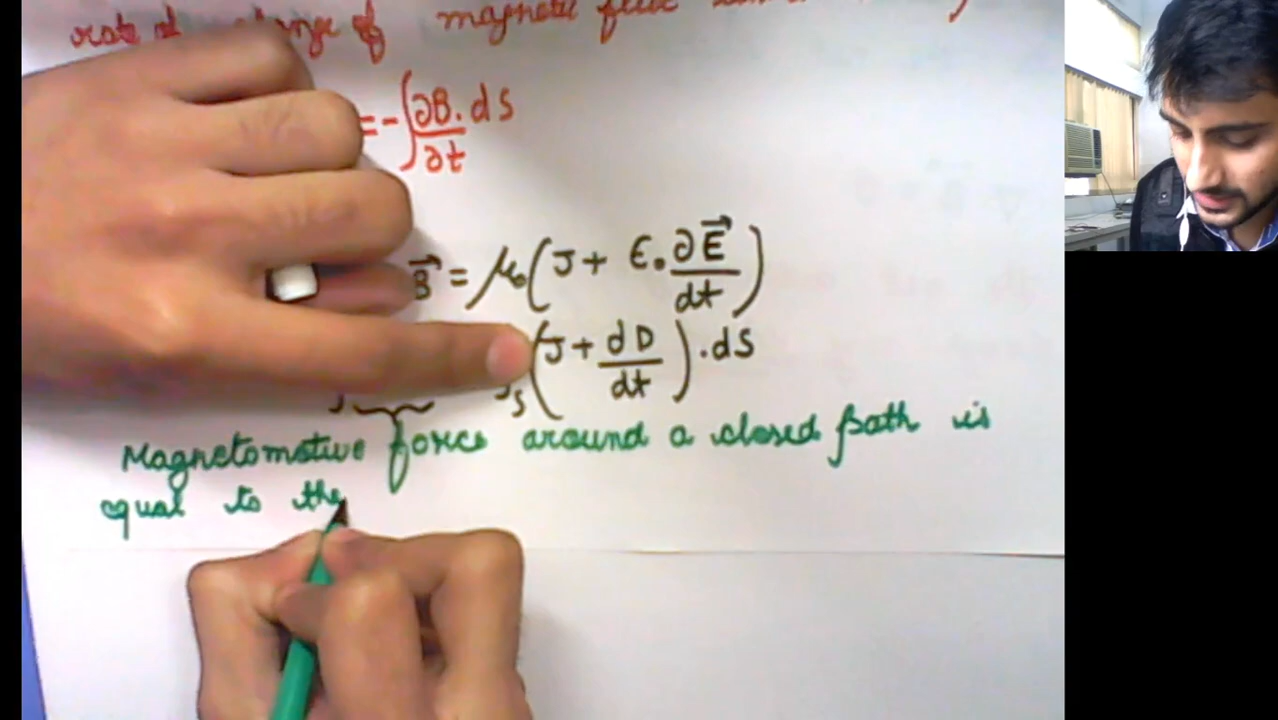 rate of change of magnetic flux
= - ∫ ∂B/∂t . dS
B⃗ = μ₀ ( J + ϵ₀ ∂E⃗/dt )
∫s ( J + dD/dt ) . dS
Magnetomotive force around a closed path is
equal to the